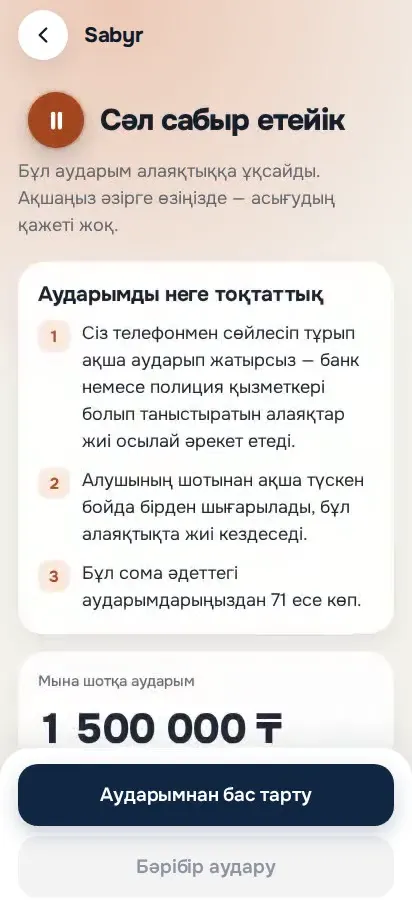 Sabyr
Сәл сабыр етейік
Бұл аударым алаяқтыққа ұқсайды.
Ақшаңыз әзірге өзіңізде — асығудың
қажеті жоқ.
Аударымды неге тоқтаттық
1 Сіз телефонмен сөйлесіп тұрып
ақша аударып жатырсыз — банк
немесе полиция қызметкері
болып таныстыратын алаяқтар
жиі осылай әрекет етеді.
2 Алушының шотынан ақша түскен
бойда бірден шығарылады, бұл
алаяқтықта жиі кездеседі.
3 Бұл сома әдеттегі
аударымдарыңыздан 71 есе көп.
Мына шотқа аударым
1 500 000 ₸
Аударымнан бас тарту
Бәрібір аудару